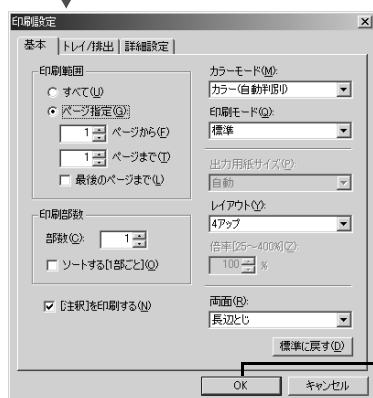 印刷設定
基本 トレイ/排出 詳細設定
印刷範囲
すべて(U)
ページ指定(G):
1 ページから(F)
1 ページまで(T)
最後のページまで(L)
印刷部数
部数(C): 1
ソートする[1部ごと](O)
[注釈]を印刷する(N)
カラーモード(M):
カラー(自動判別)
印刷モード(Q):
標準
出力用紙サイズ(P):
自動
レイアウト(Y):
4アップ
倍率[25～400%](Z):
100 %
両面(R):
長辺とじ
標準に戻す(D)
OK キャンセル